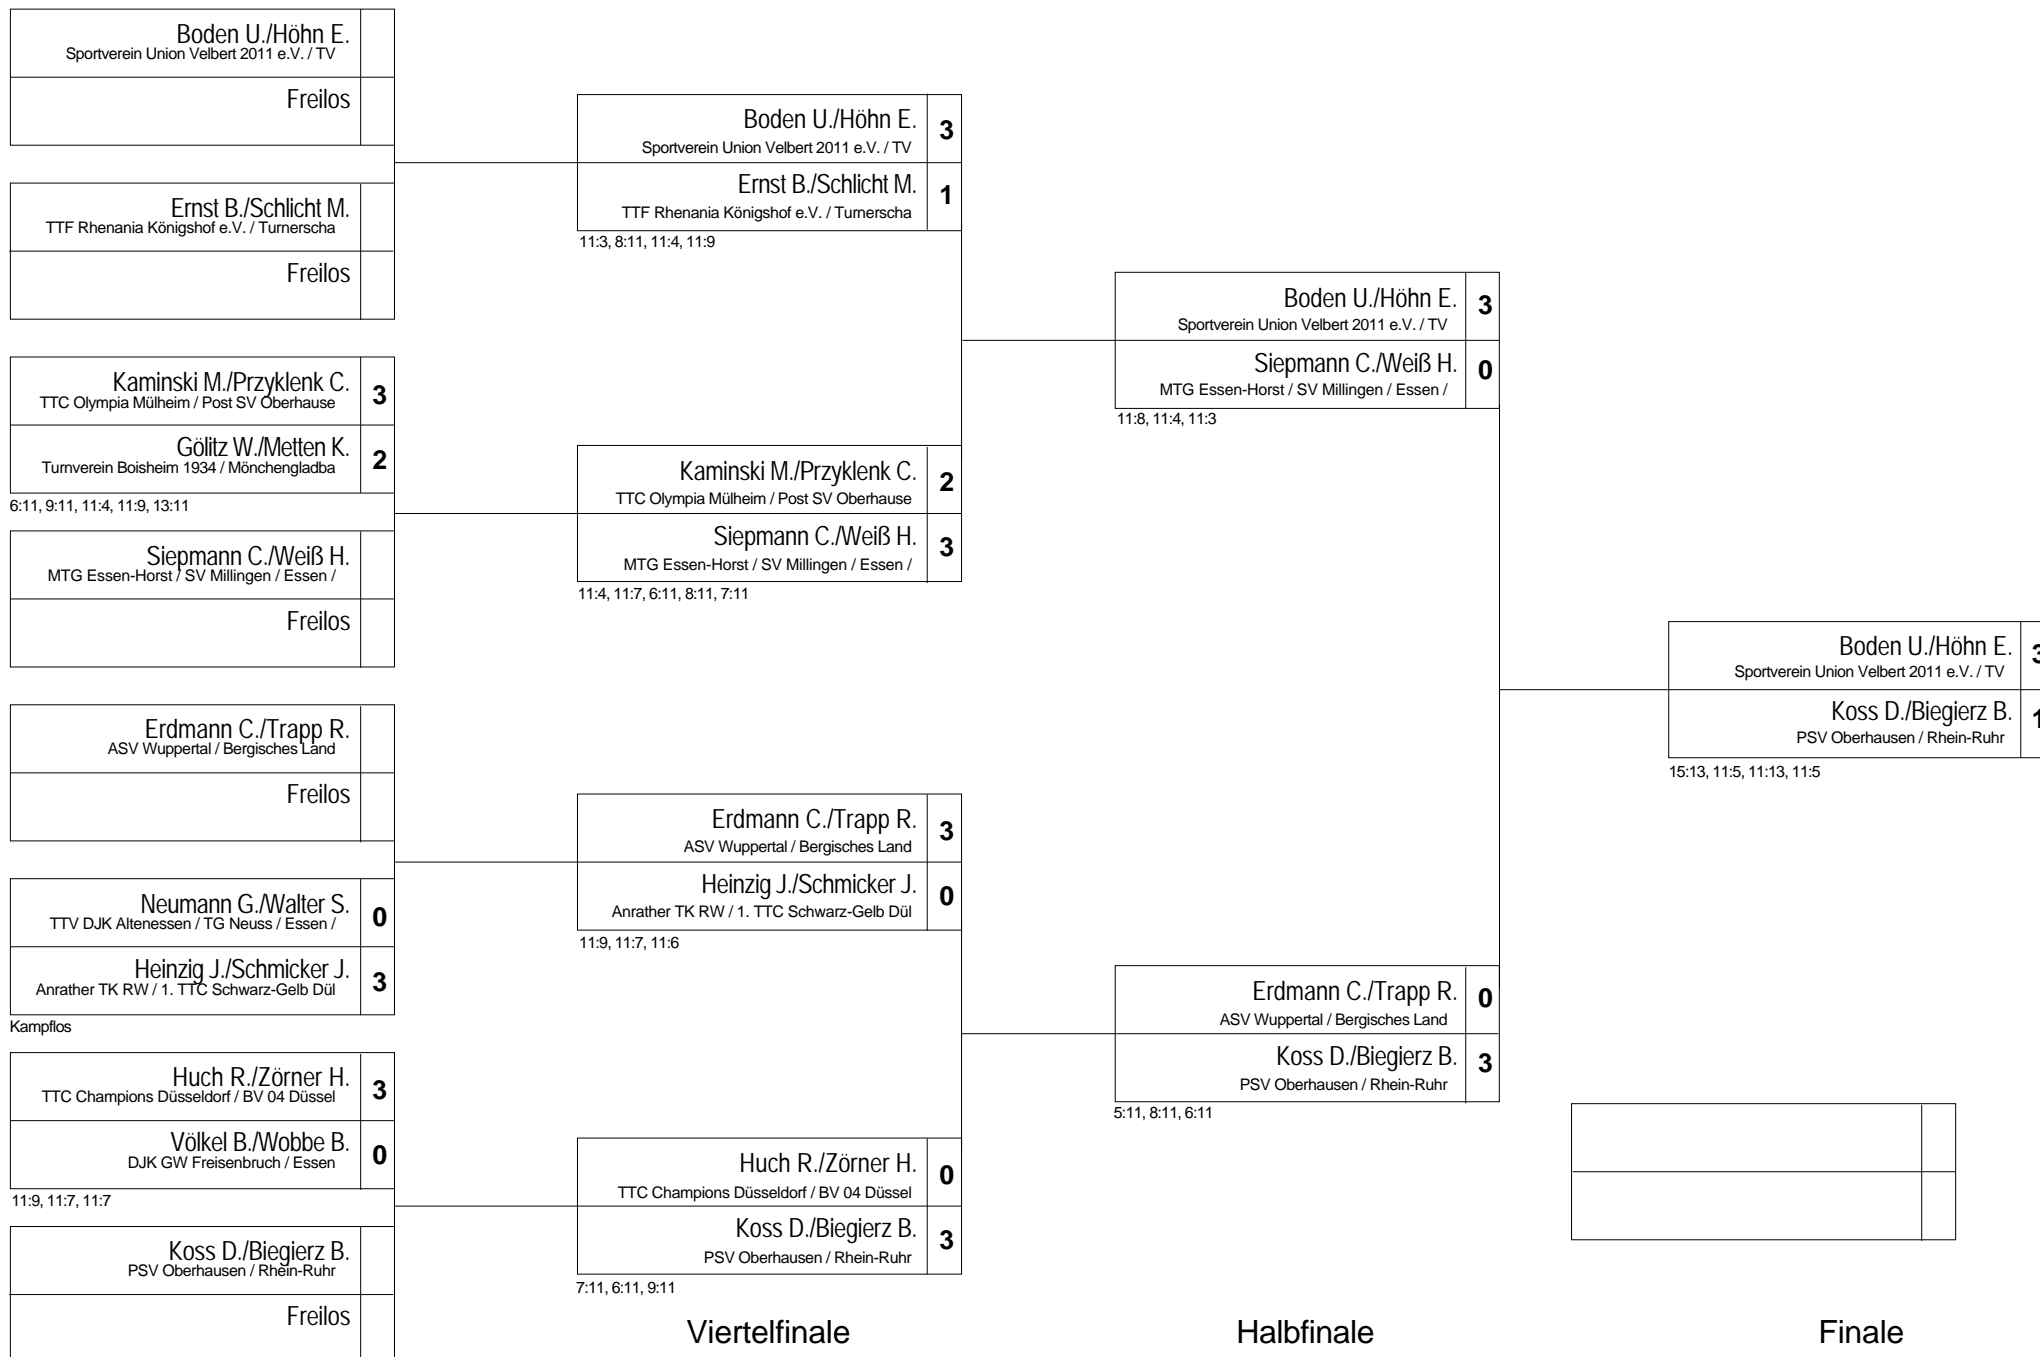 Boden U./Höhn E.
Sportverein Union Velbert 2011 e.V. / TV
Freilos
Ernst B./Schlicht M.
TTF Rhenania Königshof e.V. / Turnerscha
Freilos
Kaminski M./Przyklenk C. 3
TTC Olympia Mülheim / Post SV Oberhause
Gölitz W./Metten K. 2
Turnverein Boisheim 1934 / Mönchengladba
6:11, 9:11, 11:4, 11:9, 13:11
Siepmann C./Weiß H.
MTG Essen-Horst / SV Millingen / Essen /
Freilos
Erdmann C./Trapp R.
ASV Wuppertal / Bergisches Land
Freilos
Neumann G./Walter S. 0
TTV DJK Altenessen / TG Neuss / Essen /
Heinzig J./Schmicker J. 3
Anrather TK RW / 1. TTC Schwarz-Gelb Dül
Kampflos
Huch R./Zörner H. 3
TTC Champions Düsseldorf / BV 04 Düssel
Völkel B./Wobbe B. 0
DJK GW Freisenbruch / Essen
11:9, 11:7, 11:7
Koss D./Biegierz B.
PSV Oberhausen / Rhein-Ruhr
Freilos
Boden U./Höhn E. 3
Sportverein Union Velbert 2011 e.V. / TV
Ernst B./Schlicht M. 1
TTF Rhenania Königshof e.V. / Turnerscha
11:3, 8:11, 11:4, 11:9
Kaminski M./Przyklenk C. 2
TTC Olympia Mülheim / Post SV Oberhause
Siepmann C./Weiß H. 3
MTG Essen-Horst / SV Millingen / Essen /
11:4, 11:7, 6:11, 8:11, 7:11
Erdmann C./Trapp R. 3
ASV Wuppertal / Bergisches Land
Heinzig J./Schmicker J. 0
Anrather TK RW / 1. TTC Schwarz-Gelb Dül
11:9, 11:7, 11:6
Huch R./Zörner H. 0
TTC Champions Düsseldorf / BV 04 Düssel
Koss D./Biegierz B. 3
PSV Oberhausen / Rhein-Ruhr
7:11, 6:11, 9:11
Viertelfinale
Boden U./Höhn E. 3
Sportverein Union Velbert 2011 e.V. / TV
Siepmann C./Weiß H. 0
MTG Essen-Horst / SV Millingen / Essen /
11:8, 11:4, 11:3
Erdmann C./Trapp R. 0
ASV Wuppertal / Bergisches Land
Koss D./Biegierz B. 3
PSV Oberhausen / Rhein-Ruhr
5:11, 8:11, 6:11
Halbfinale
Boden U./Höhn E. 3
Sportverein Union Velbert 2011 e.V. / TV
Koss D./Biegierz B. 1
PSV Oberhausen / Rhein-Ruhr
15:13, 11:5, 11:13, 11:5
Finale